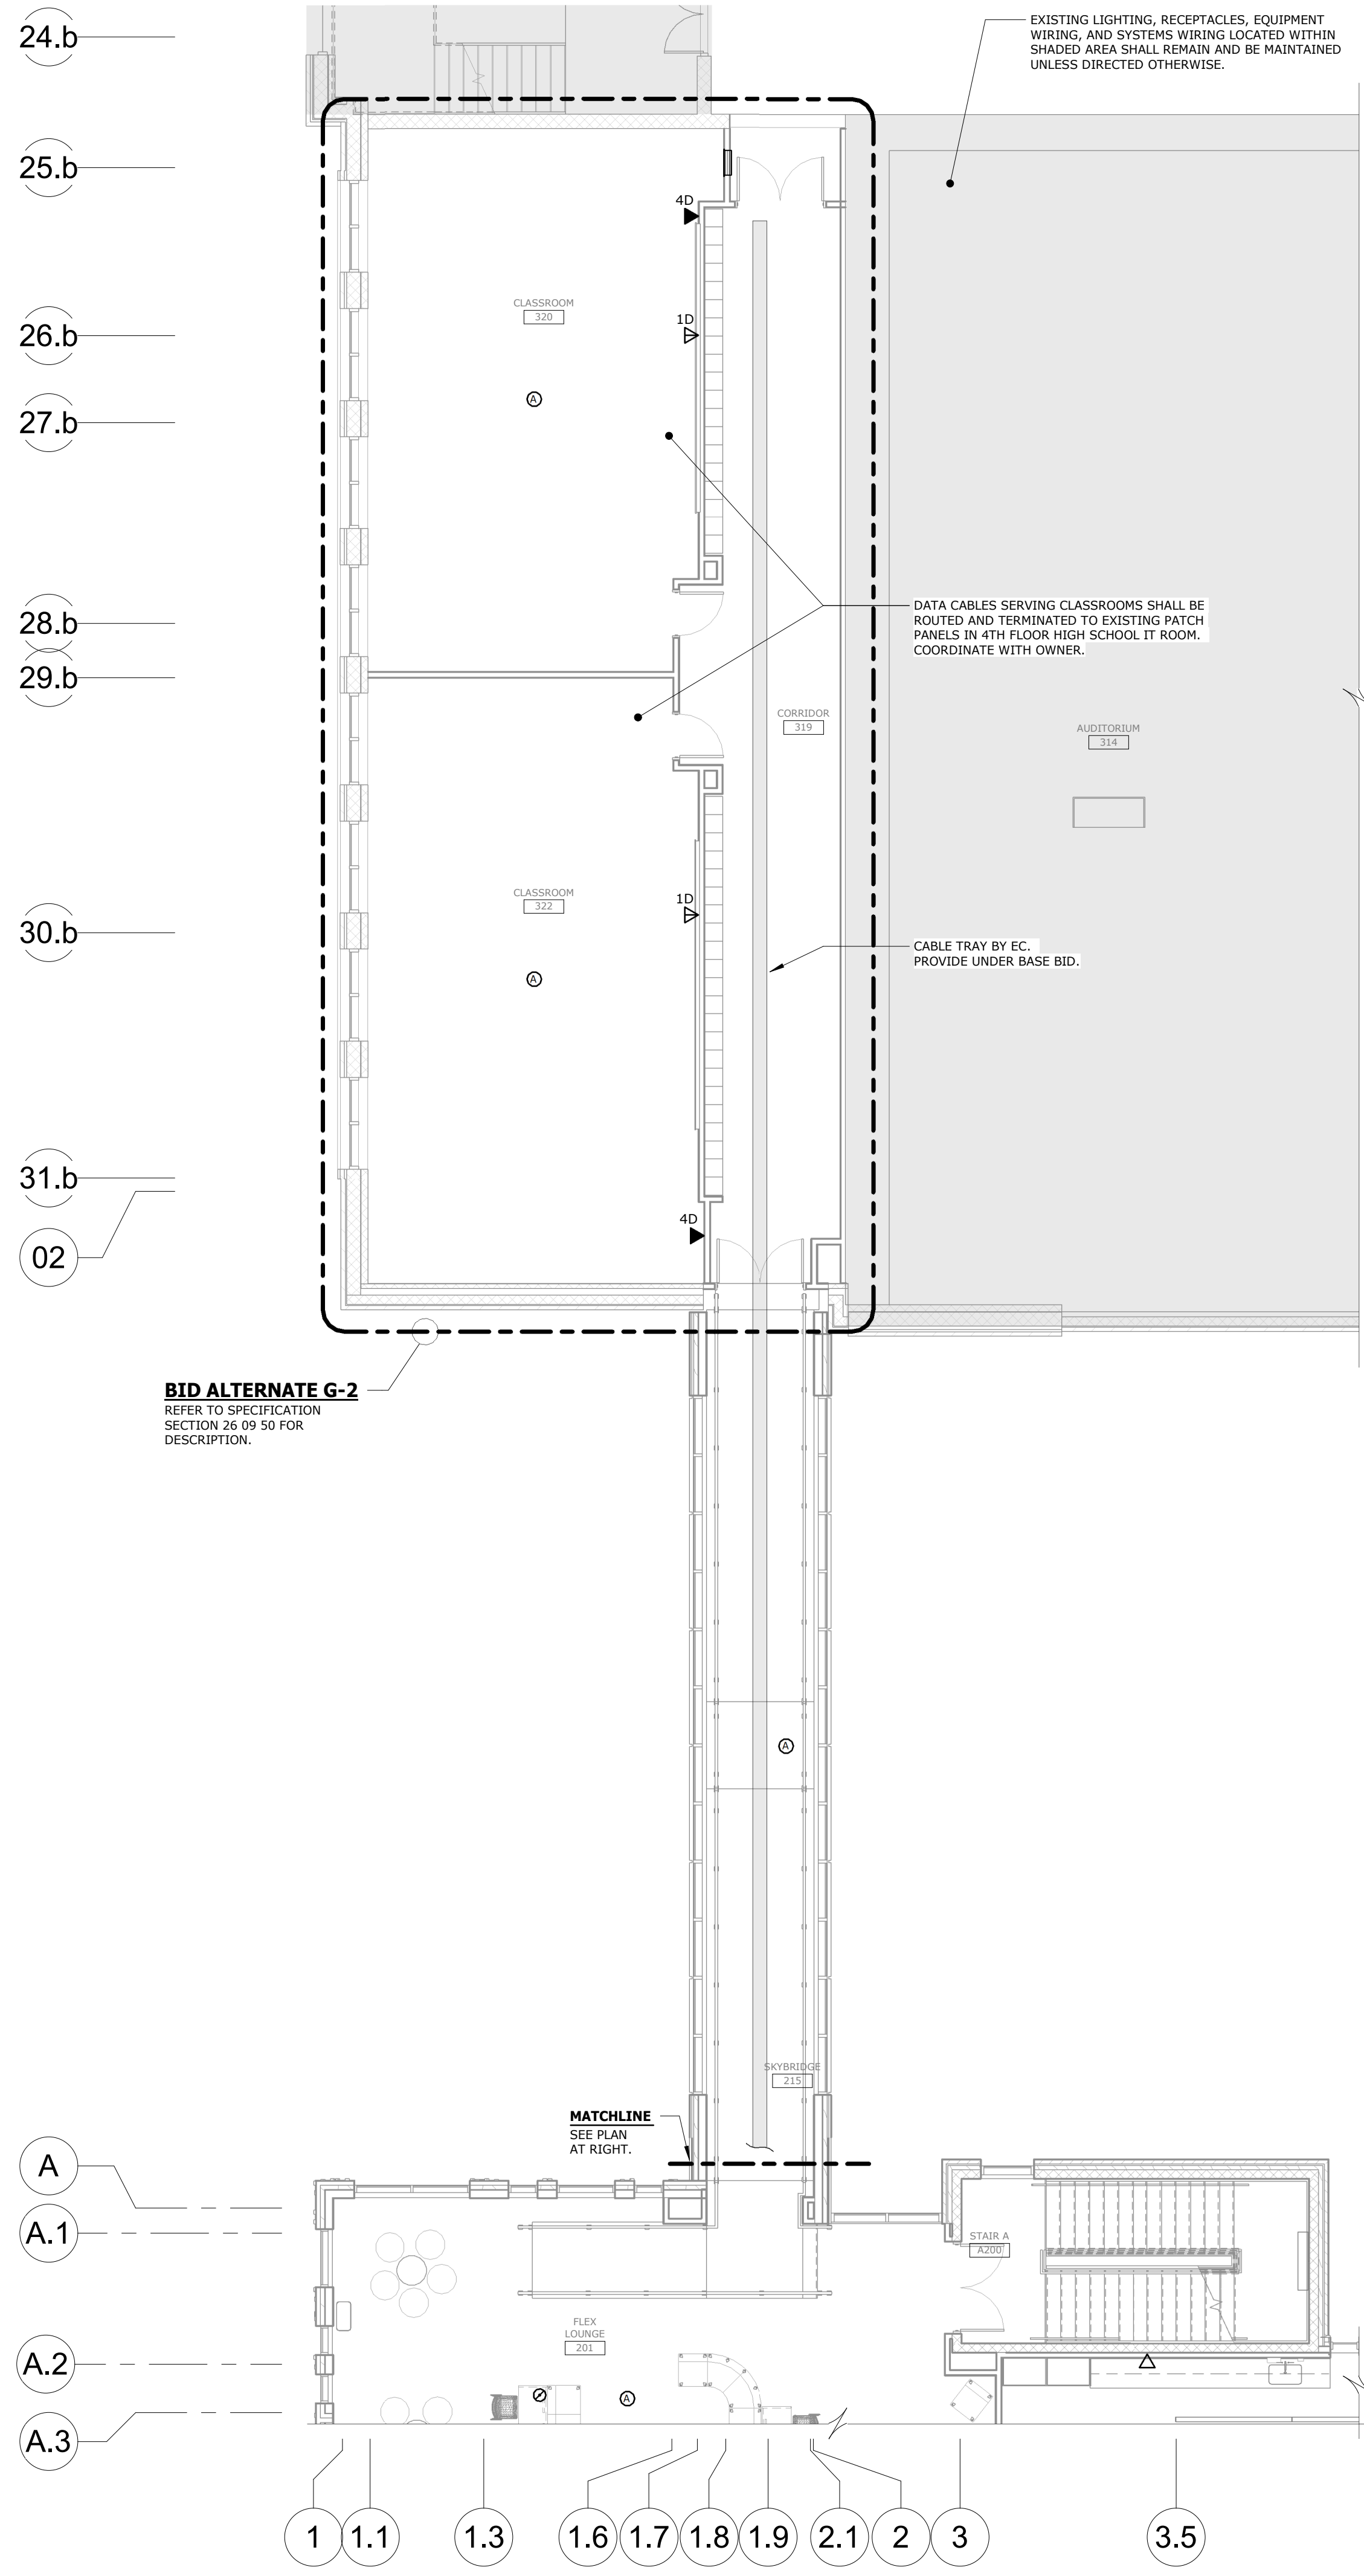 24.b
EXISTING LIGHTING, RECEPTACLES, EQUIPMENT
WIRING, AND SYSTEMS WIRING LOCATED WITHIN
SHADED AREA SHALL REMAIN AND BE MAINTAINED
UNLESS DIRECTED OTHERWISE.
25.b
4D
CLASSROOM
320
26.b
1D
A
27.b
28.b
DATA CABLES SERVING CLASSROOMS SHALL BE
ROUTED AND TERMINATED TO EXISTING PATCH
PANELS IN 4TH FLOOR HIGH SCHOOL IT ROOM.
COORDINATE WITH OWNER.
29.b
CORRIDOR
319
AUDITORIUM
314
CLASSROOM
322
1D
30.b
CABLE TRAY BY EC.
PROVIDE UNDER BASE BID.
A
31.b
4D
02
BID ALTERNATE G-2
REFER TO SPECIFICATION
SECTION 26 09 50 FOR
DESCRIPTION.
A
SKYBRIDGE
215
MATCHLINE
SEE PLAN
AT RIGHT.
A
A.1
STAIR A
A200
FLEX
LOUNGE
201
A.2
A
A.3
1
1.1
1.3
1.6
1.7
1.8
1.9
2.1
2
3
3.5